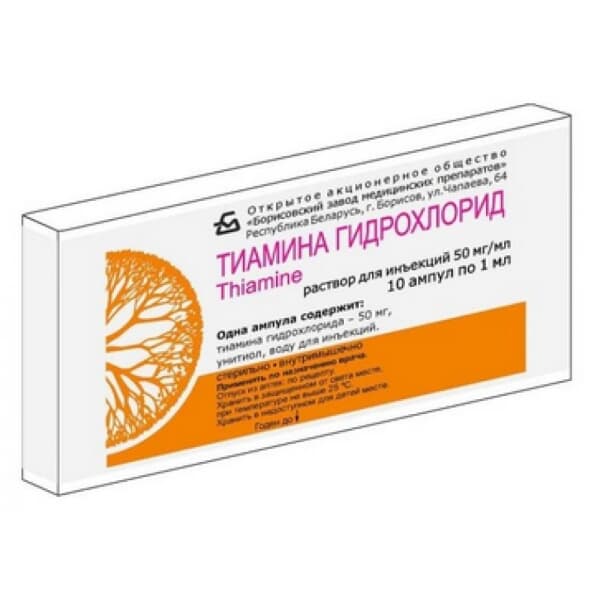 Открытое акционерное общество
«Борисовский завод медицинских препаратов»
Республика Беларусь, г. Борисов, ул.Чапаева, 64
ТИАМИНА ГИДРОХЛОРИД
Thiamine
раствор для инъекций 50 мг/мл
10 ампул по 1 мл
Одна ампула содержит:
тиамина гидрохлорида – 50 мг,
унитиол, воду для инъекций.
стерильно • внутримышечно
Применять по назначению врача.
Отпуск из аптек: по рецепту.
Хранить в защищенном от света месте.
при температуре не выше 25 °С.
Хранить в недоступном для детей месте.
Годен до